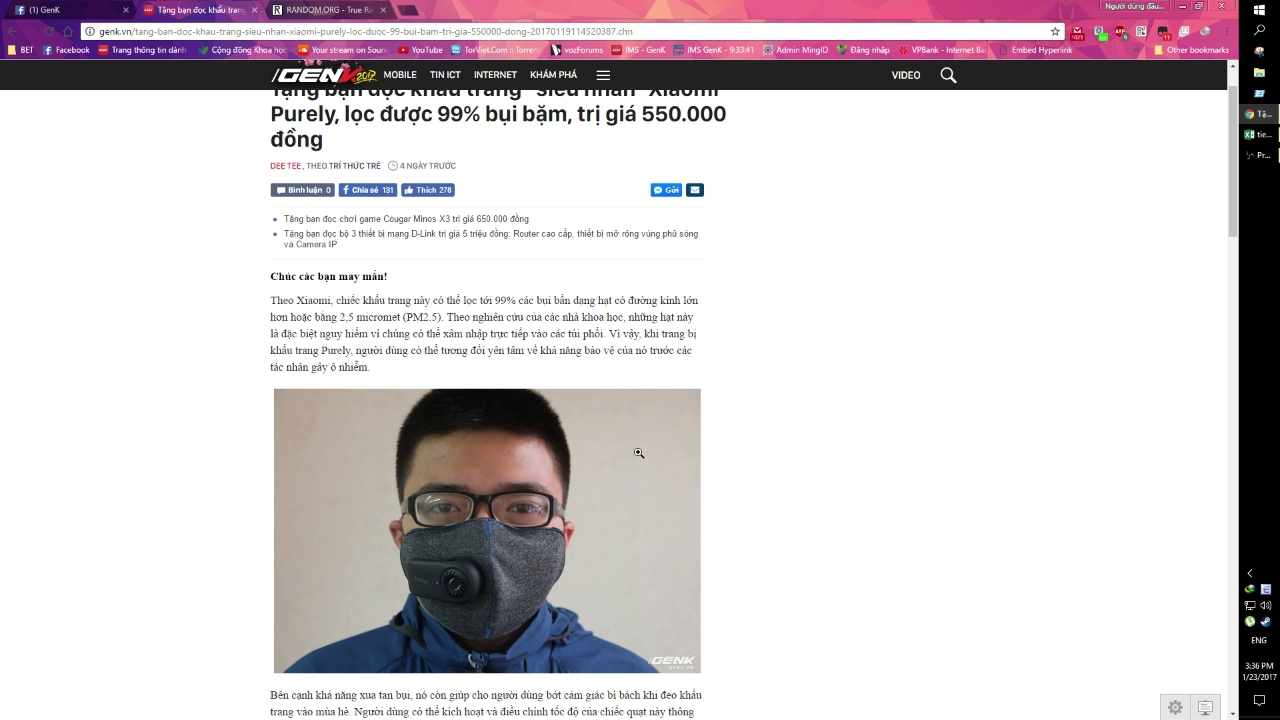 (1) GenK
Tặng bạn đọc khẩu trang
RANDOM.ORG - True Ra
Người dùng đầu...
genk.vn/tang-ban-doc-khau-trang-sieu-nhan-xiaomi-purely-loc-duoc-99-bui-bam-tri-gia-550000-dong-20170119114520387.chn
BET
Facebook
Trang thông tin dành
Cộng đồng Khoa học
Your stream on Soun
YouTube
TorViet.Com :: Torren
vozForums
IMS - GenK
IMS GenK - 9:33:41
Admin MingID
Đăng nhập
VPBank - Internet Ba
Embed Hyperlink
Other bookmarks
GENK 2017
MOBILE
TIN ICT
INTERNET
KHÁM PHÁ
VIDEO
Tặng bạn đọc khẩu trang "siêu nhân" Xiaomi
Purely, lọc được 99% bụi bặm, trị giá 550.000
đồng
DEE TEE , THEO TRÍ THỨC TRẺ 4 NGÀY TRƯỚC
Bình luận 0
Chia sẻ 131
Thích 278
Gửi
Tặng bạn đọc chơi game Cougar Minos X3 trị giá 650.000 đồng
Tặng bạn đọc bộ 3 thiết bị mạng D-Link trị giá 5 triệu đồng: Router cao cấp, thiết bị mở rộng vùng phủ sóng
và Camera IP
Chúc các bạn may mắn!
Theo Xiaomi, chiếc khẩu trang này có thể lọc tới 99% các bụi bẩn dạng hạt có đường kính lớn
hơn hoặc bằng 2,5 micromet (PM2.5). Theo nghiên cứu của các nhà khoa học, những hạt này
là đặc biệt nguy hiểm vì chúng có thể xâm nhập trực tiếp vào các túi phổi. Vì vậy, khi trang bị
khẩu trang Purely, người dùng có thể tương đối yên tâm về khả năng bảo vệ của nó trước các
tác nhân gây ô nhiễm.
GENK
GENK.VN
Bên cạnh khả năng xua tan bụi, nó còn giúp cho người dùng bớt cảm giác bí bách khi đeo khẩu
trang vào mùa hè. Người dùng có thể kích hoạt và điều chỉnh tốc độ của chiếc quạt này thông
Tặ...
tie...
Pr...
ENG
3:36 PM
1/23/2017